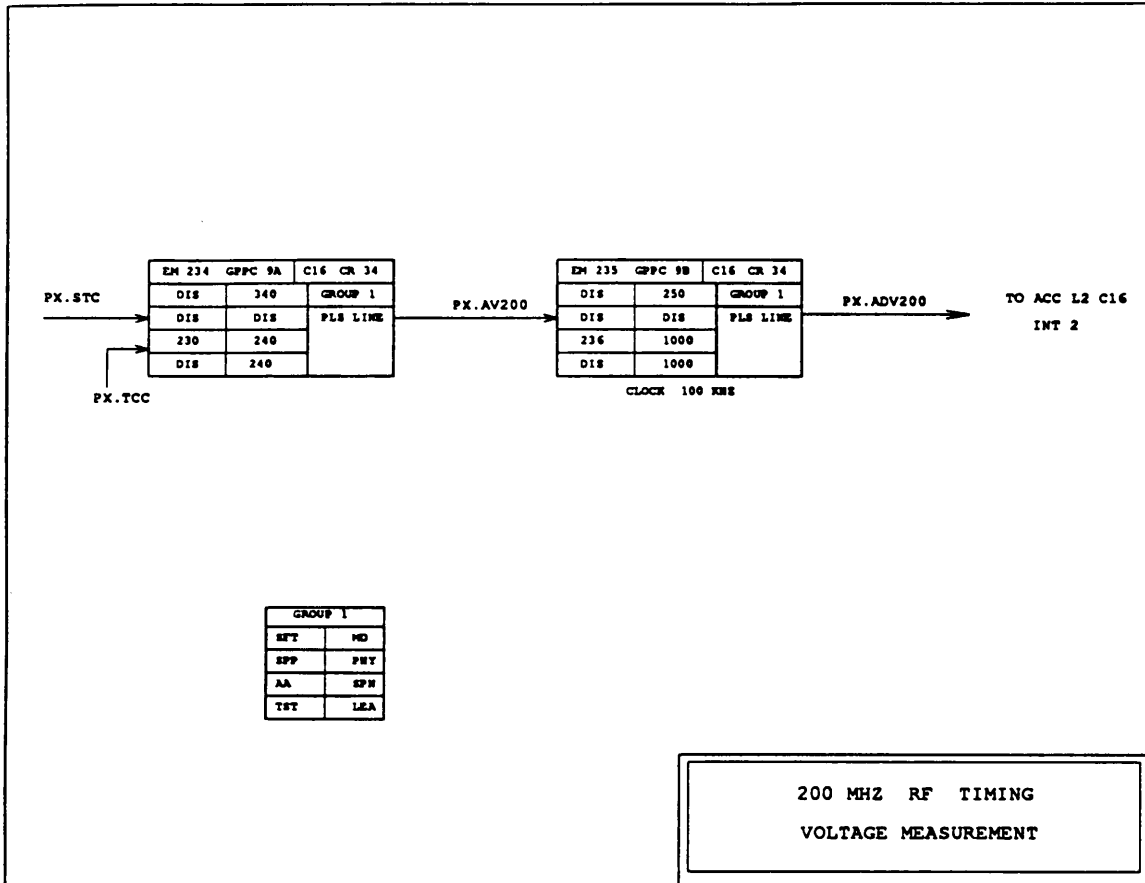 EM 234 GPPC 9A C16 CR 34
DIS 340 GROUP 1
DIS DIS PLS LINE
230 240
DIS 240
PX.STC
PX.TCC
PX.AV200
EM 235 GPPC 9B C16 CR 34
DIS 250 GROUP 1
DIS DIS PLS LINE
236 1000
DIS 1000
CLOCK 100 KHZ
PX.ADV200
TO ACC L2 C16
INT 2
GROUP 1
SFT MD
SPP PHY
AA SPN
TST LEA
200 MHZ RF TIMING
VOLTAGE MEASUREMENT